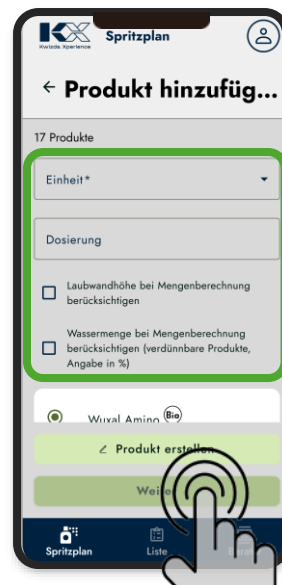 KX
Kwizda Xperience
Spritzplan
← Produkt hinzufüg...
17 Produkte
Einheit*
Dosierung
Laubwandhöhe bei Mengenberechnung
berücksichtigen
Wassermenge bei Mengenberechnung
berücksichtigen (verdünnbare Produkte,
Angabe in %)
Wuxal Amino Bio
Produkt erstellen
Spritzplan
Liste